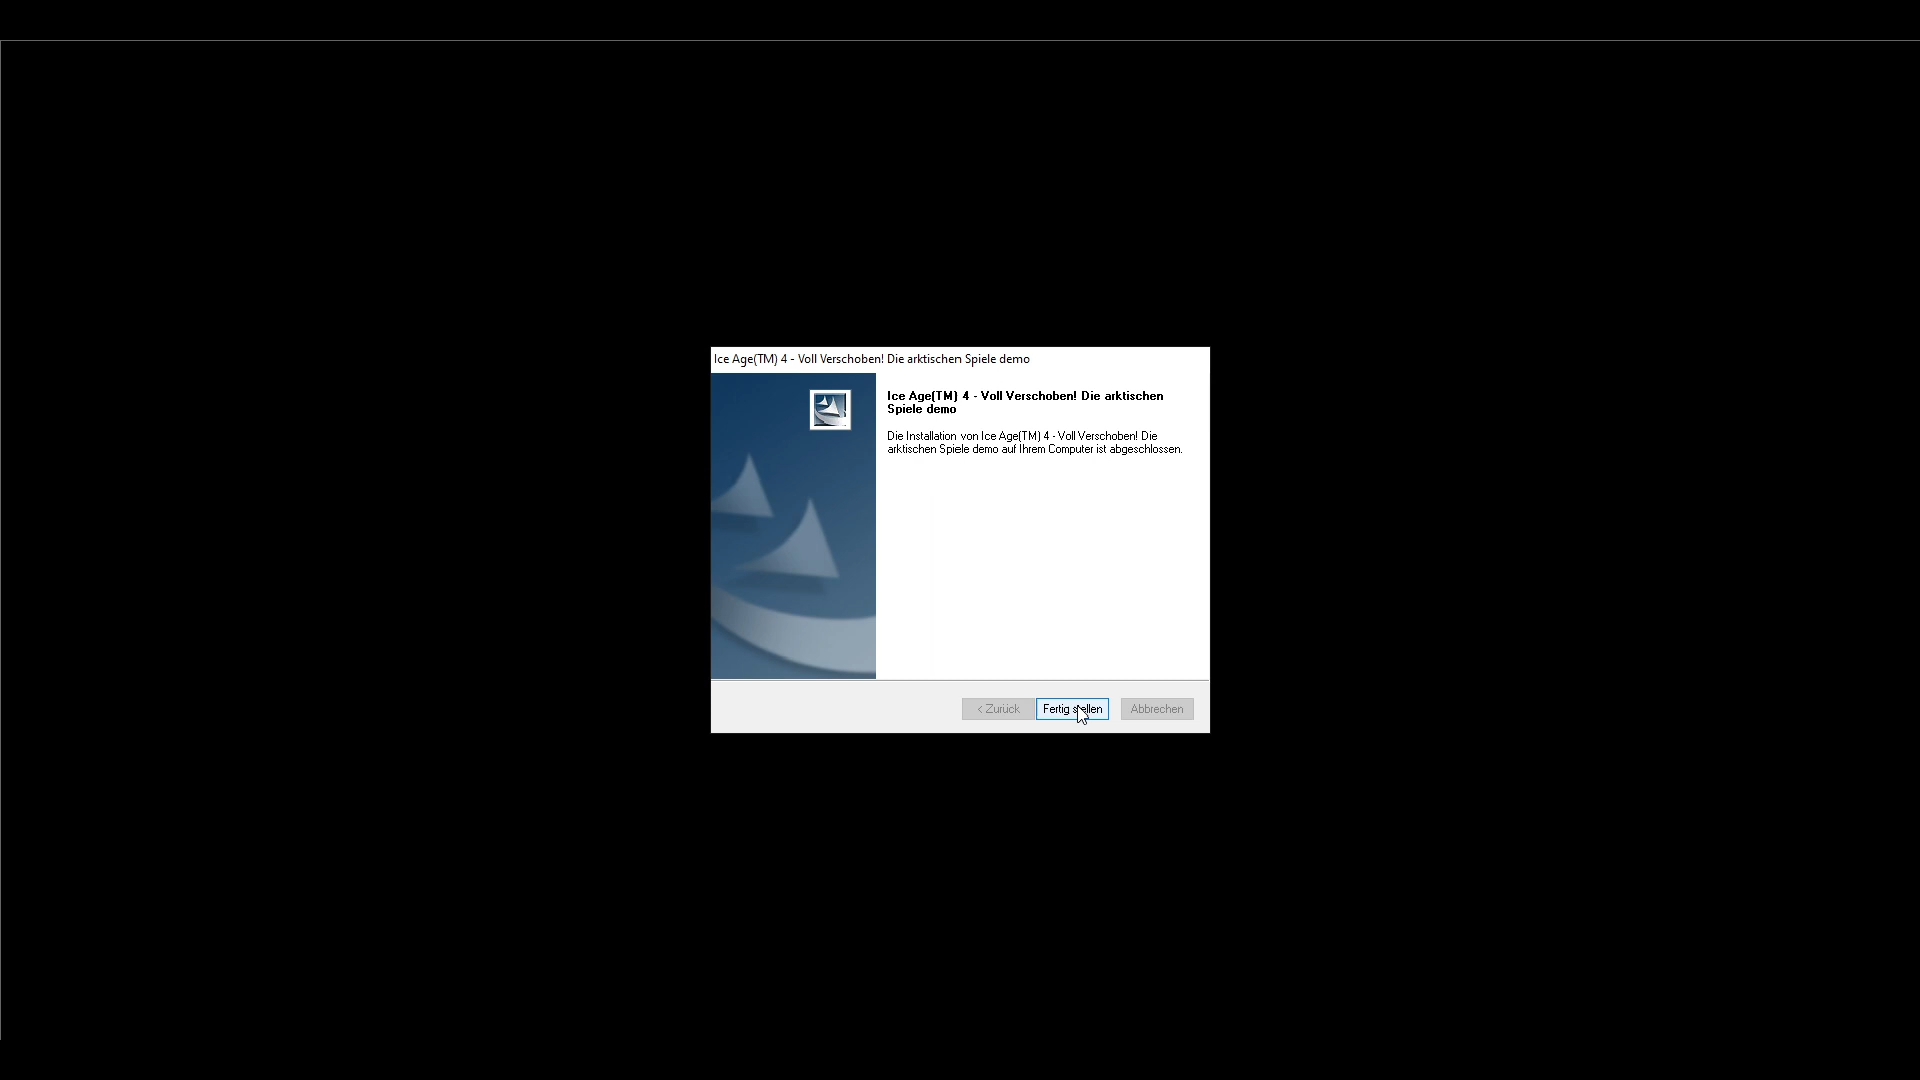 Ice Age(TM) 4 - Voll Verschoben! Die arktischen Spiele demo
Ice Age(TM) 4 - Voll Verschoben! Die arktischen
Spiele demo
Die Installation von Ice Age(TM) 4 - Voll Verschoben! Die
arktischen Spiele demo auf Ihrem Computer ist abgeschlossen.
< Zurück
Fertig stellen
Abbrechen